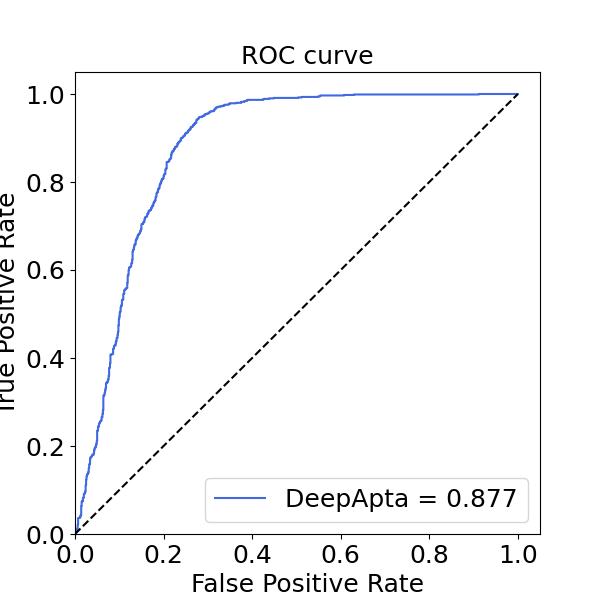 ROC curve
True Positive Rate
1.0
0.8
0.6
0.4
0.2
0.0
DeepApta = 0.877
0.0 0.2 0.4 0.6 0.8 1.0
False Positive Rate